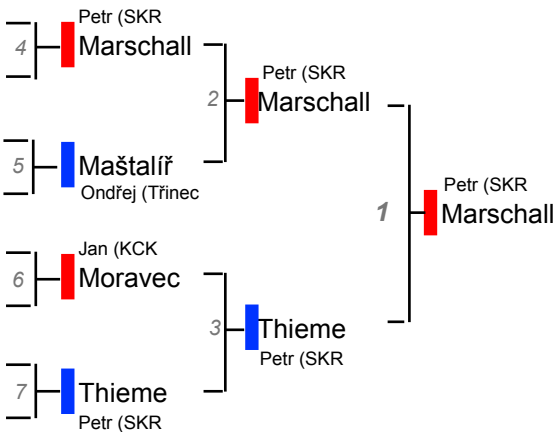 Petr (SKR
4
Marschall
Petr (SKR
2
Marschall
5
Maštalíř
Ondřej (Třinec
Petr (SKR
1
Marschall
Jan (KCK
6
Moravec
3
Thieme
Petr (SKR
7
Thieme
Petr (SKR